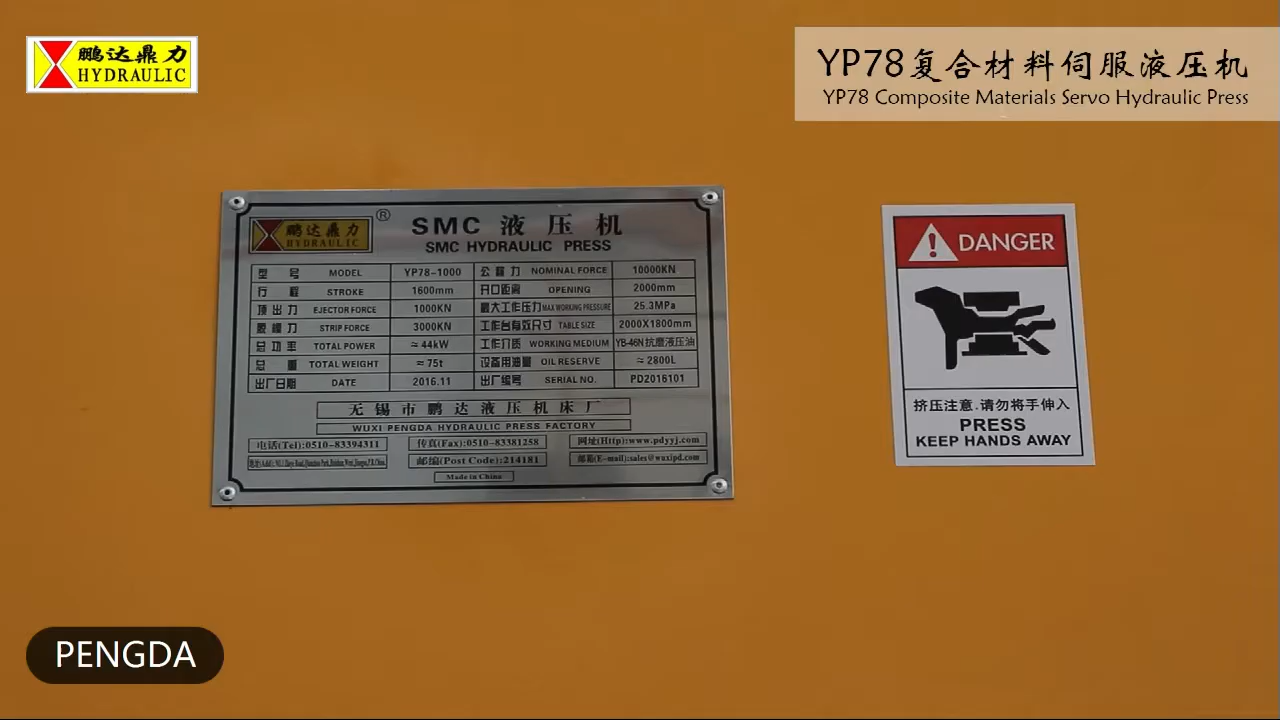 鹏达鼎力
HYDRAULIC
YP78复合材料伺服液压机
YP78 Composite Materials Servo Hydraulic Press
鹏达鼎力 ®
HYDRAULIC
SMC 液压机
SMC HYDRAULIC PRESS
型号 MODEL YP78-1000 公称力 NOMINAL FORCE 10000KN
行程 STROKE 1600mm 开口距离 OPENING 2000mm
顶出力 EJECTOR FORCE 1000KN 最大工作压力 MAX WORKING PRESSURE 25.3MPa
脱模力 STRIP FORCE 3000KN 工作台有效尺寸 TABLE SIZE 2000X1800mm
总功率 TOTAL POWER ≈44kW 工作介质 WORKING MEDIUM YB-46N抗磨液压油
总重 TOTAL WEIGHT ≈75t 设备用油量 OIL RESERVE ≈2800L
出厂日期 DATE 2016.11 出厂编号 SERIAL NO. PD2016101
无锡市鹏达液压机床厂
WUXI PENGDA HYDRAULIC PRESS FACTORY
电话(Tel):0510-83394311 传真(Fax):0510-83381258 网址(Http):www.pdyyj.com
邮编(Post Code):214181 邮箱(E-mail):sales@wuxipd.com
Made in China
DANGER
挤压注意.请勿将手伸入
PRESS
KEEP HANDS AWAY
PENGDA